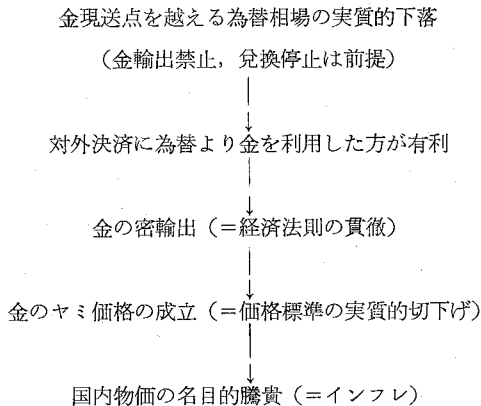 金現送点を越える為替相場の実質的下落
(金輸出禁止,兌換停止は前提)
対外決済に為替より金を利用した方が有利
金の密輸出(=経済法則の貫徹)
金のヤミ価格の成立(=価格標準の実質的切下げ)
国内物価の名目的騰貴(=インフレ)